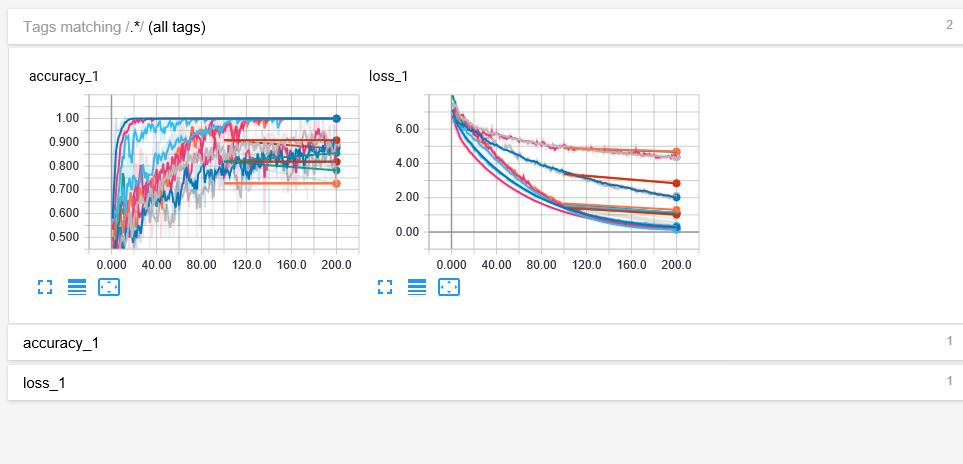 Tags matching /.*/ (all tags) 2
accuracy_1 loss_1
1.00
0.900
0.800
0.700
0.600
0.500
0.000 40.00 80.00 120.0 160.0 200.0
6.00
4.00
2.00
0.00
0.000 40.00 80.00 120.0 160.0 200.0
accuracy_1 1
loss_1 1